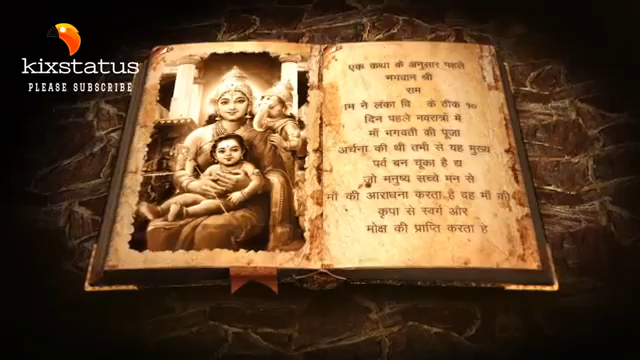 kixstatus
PLEASE SUBSCRIBE
एक कथा के अनुसार पहले
भगवान श्री
राम
ाम ने लंका वि के ठीक १०
दिन पहले नवरात्रों में
माँ भगवती की पूजा
अर्चना की थी तभी से यह मुख्य
पर्व बन चूका है द्य
जो मनुष्य सच्चे मन से
माँ की आराधना करता है वह माँ की
कृपा से स्वर्ग और
मोक्ष की प्राप्ति करता है